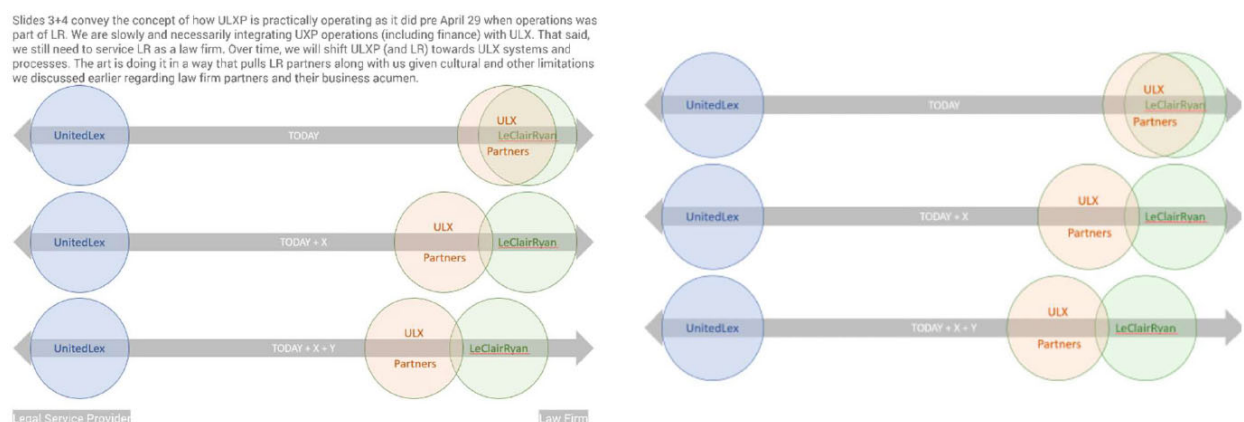 Slides 3+4 convey the concept of how ULXP is practically operating as it did pre April 29 when operations was
part of LR. We are slowly and necessarily integrating UXP operations (including finance) with ULX. That said,
we still need to service LR as a law firm. Over time, we will shift ULXP (and LR) towards ULX systems and
processes. The art is doing it in a way that pulls LR partners along with us given cultural and other limitations
we discussed earlier regarding law firm partners and their business acumen.
UnitedLex
TODAY
ULX
LeClairRyan
Partners
UnitedLex
TODAY + X
ULX
LeClairRyan
Partners
UnitedLex
TODAY + X + Y
ULX
LeClairRyan
Partners
Legal Service Provider
Law Firm
UnitedLex
TODAY
ULX
LeClairRyan
Partners
UnitedLex
TODAY + X
ULX
LeClairRyan
Partners
UnitedLex
TODAY + X + Y
ULX
LeClairRyan
Partners